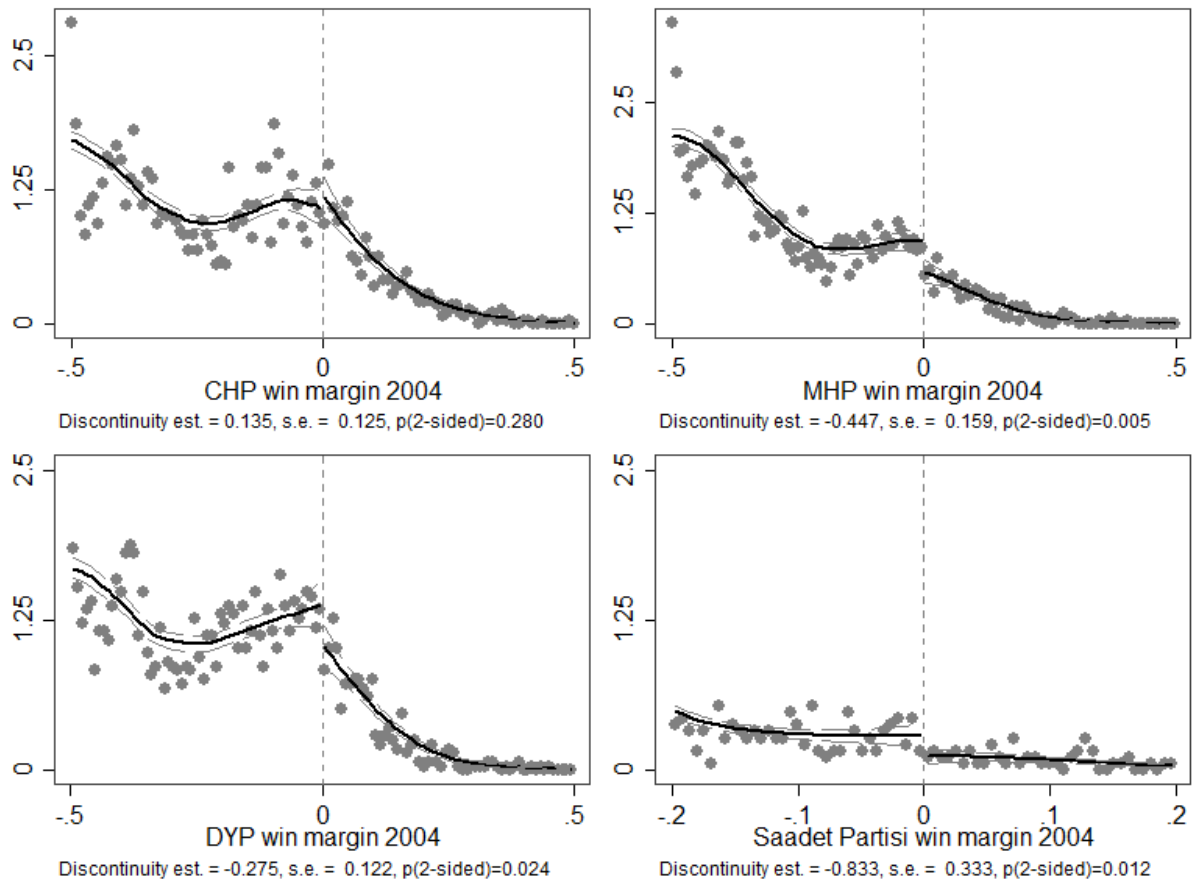 2.5
1.25
0
-.5 0 .5
CHP win margin 2004
Discontinuity est. = 0.135, s.e. = 0.125, p(2-sided)=0.280
2.5
1.25
0
-.5 0 .5
MHP win margin 2004
Discontinuity est. = -0.447, s.e. = 0.159, p(2-sided)=0.005
2.5
1.25
0
-.5 0 .5
DYP win margin 2004
Discontinuity est. = -0.275, s.e. = 0.122, p(2-sided)=0.024
2.5
1.25
0
-.2 -.1 0 .1 .2
Saadet Partisi win margin 2004
Discontinuity est. = -0.833, s.e. = 0.333, p(2-sided)=0.012